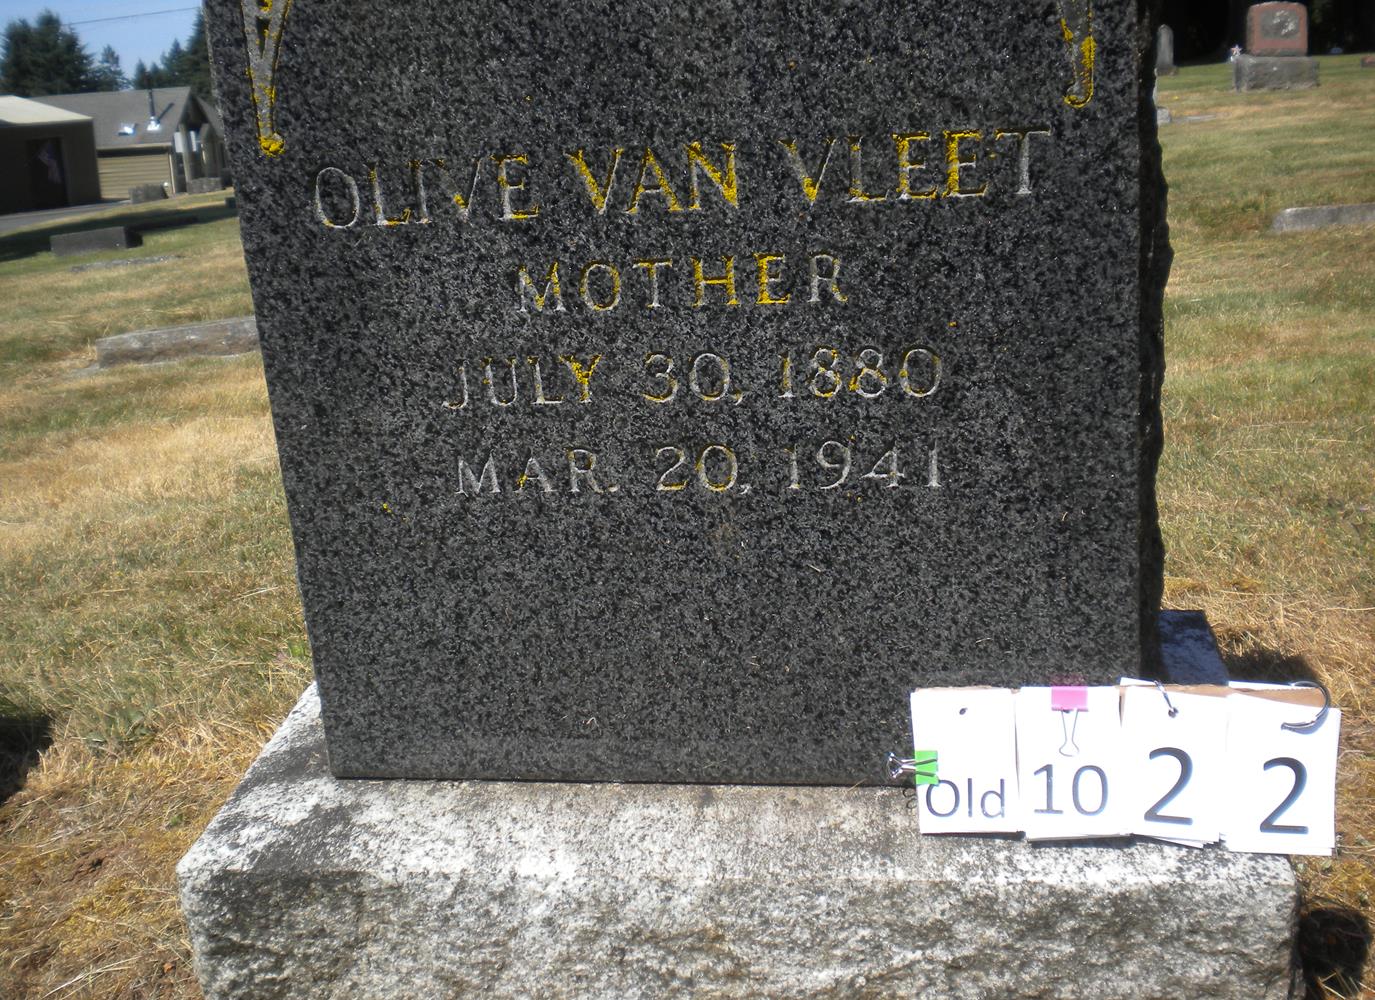 OLIVE VAN VLEET
MOTHER
JULY 30, 1880
MAR. 20, 1941
Old 10 2 2